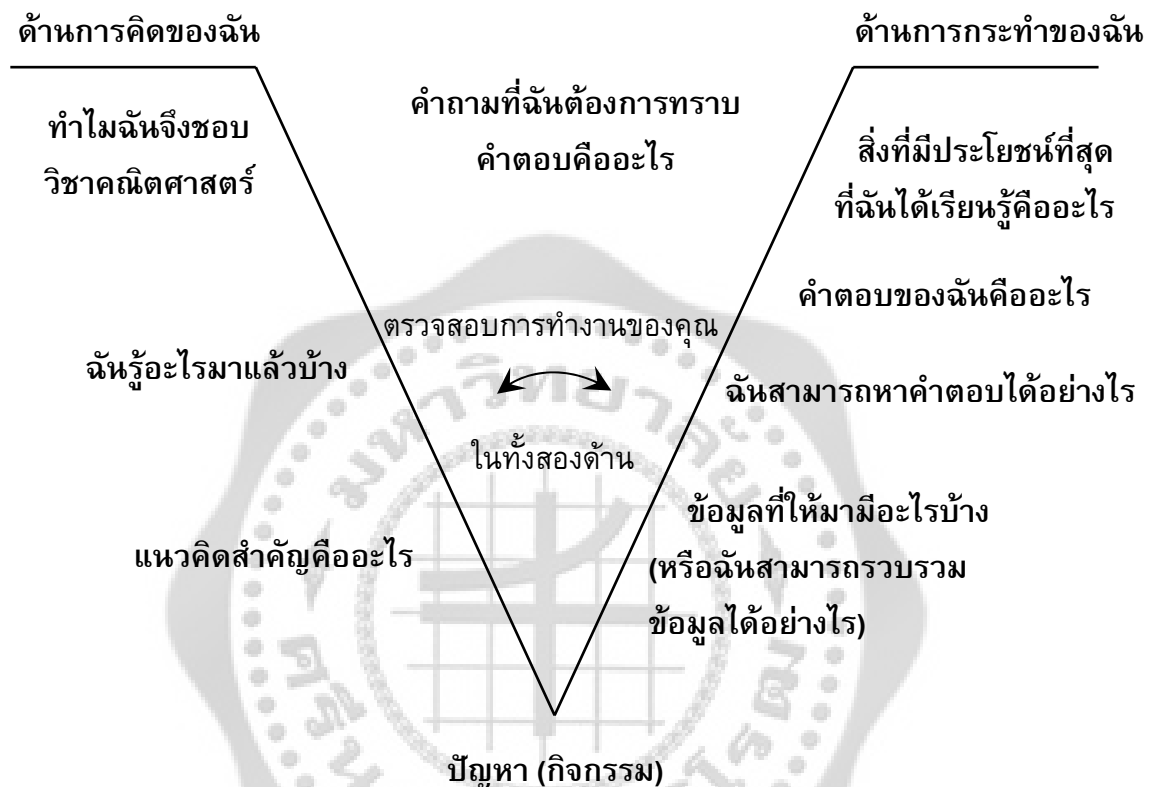 ด้านการคิดของฉัน
ด้านการกระทำของฉัน
คำถามที่ฉันต้องการทราบ
คำตอบคืออะไร
ทำไมฉันจึงชอบ
วิชาคณิตศาสตร์
สิ่งที่มีประโยชน์ที่สุด
ที่ฉันได้เรียนรู้คืออะไร
คำตอบของฉันคืออะไร
ตรวจสอบการทำงานของคุณ
ฉันรู้อะไรมาแล้วบ้าง
ฉันสามารถหาคำตอบได้อย่างไร
ในทั้งสองด้าน
แนวคิดสำคัญคืออะไร
ข้อมูลที่ให้มามีอะไรบ้าง
(หรือฉันสามารถรวบรวม
ข้อมูลได้อย่างไร)
ปัญหา (กิจกรรม)
มหาวิทยาลัย